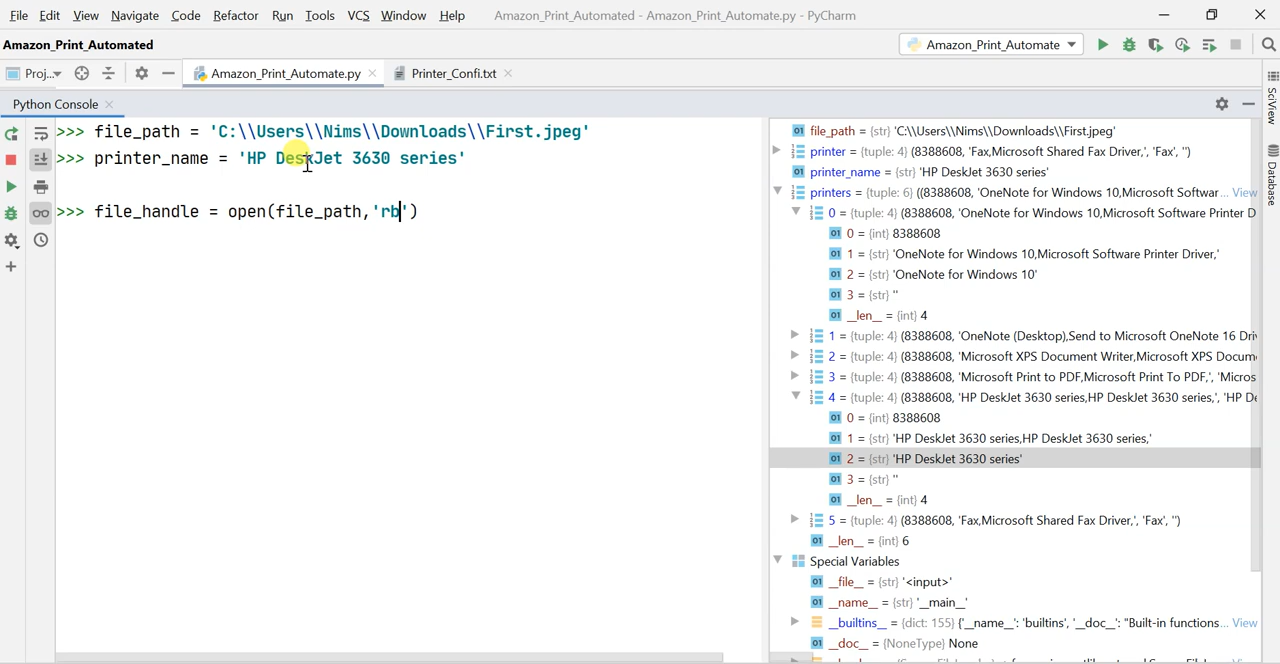 File Edit View Navigate Code Refactor Run Tools VCS Window Help Amazon_Print_Automated - Amazon_Print_Automate.py - PyCharm
Amazon_Print_Automated Amazon_Print_Automate
Proj... Amazon_Print_Automate.py Printer_Confi.txt
Python Console
SciView
Database
>>> file_path = 'C:\\Users\\Nims\\Downloads\\First.jpeg'
>>> printer_name = 'HP DeskJet 3630 series'
>>> file_handle = open(file_path,'rb')
file_path = {str} 'C:\\Users\\Nims\\Downloads\\First.jpeg'
printer = {tuple: 4} (8388608, 'Fax,Microsoft Shared Fax Driver,', 'Fax', '')
printer_name = {str} 'HP DeskJet 3630 series'
printers = {tuple: 6} ((8388608, 'OneNote for Windows 10,Microsoft Softwar... View
0 = {tuple: 4} (8388608, 'OneNote for Windows 10,Microsoft Software Printer D
0 = {int} 8388608
1 = {str} 'OneNote for Windows 10,Microsoft Software Printer Driver,'
2 = {str} 'OneNote for Windows 10'
3 = {str} ''
__len__ = {int} 4
1 = {tuple: 4} (8388608, 'OneNote (Desktop),Send to Microsoft OneNote 16 Dri
2 = {tuple: 4} (8388608, 'Microsoft XPS Document Writer,Microsoft XPS Docum
3 = {tuple: 4} (8388608, 'Microsoft Print to PDF,Microsoft Print To PDF,', 'Micros
4 = {tuple: 4} (8388608, 'HP DeskJet 3630 series,HP DeskJet 3630 series,', 'HP De
0 = {int} 8388608
1 = {str} 'HP DeskJet 3630 series,HP DeskJet 3630 series,'
2 = {str} 'HP DeskJet 3630 series'
3 = {str} ''
__len__ = {int} 4
5 = {tuple: 4} (8388608, 'Fax,Microsoft Shared Fax Driver,', 'Fax', '')
__len__ = {int} 6
Special Variables
__file__ = {str} '<input>'
__name__ = {str} '__main__'
__builtins__ = {dict: 155} {'__name__': 'builtins', '__doc__': "Built-in functions... View
__doc__ = {NoneType} None